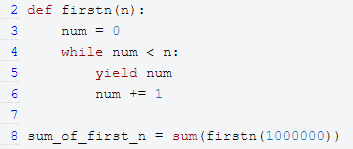 2 def firstn(n):
3     num = 0
4     while num < n:
5         yield num
6         num += 1
7
8 sum_of_first_n = sum(firstn(1000000))